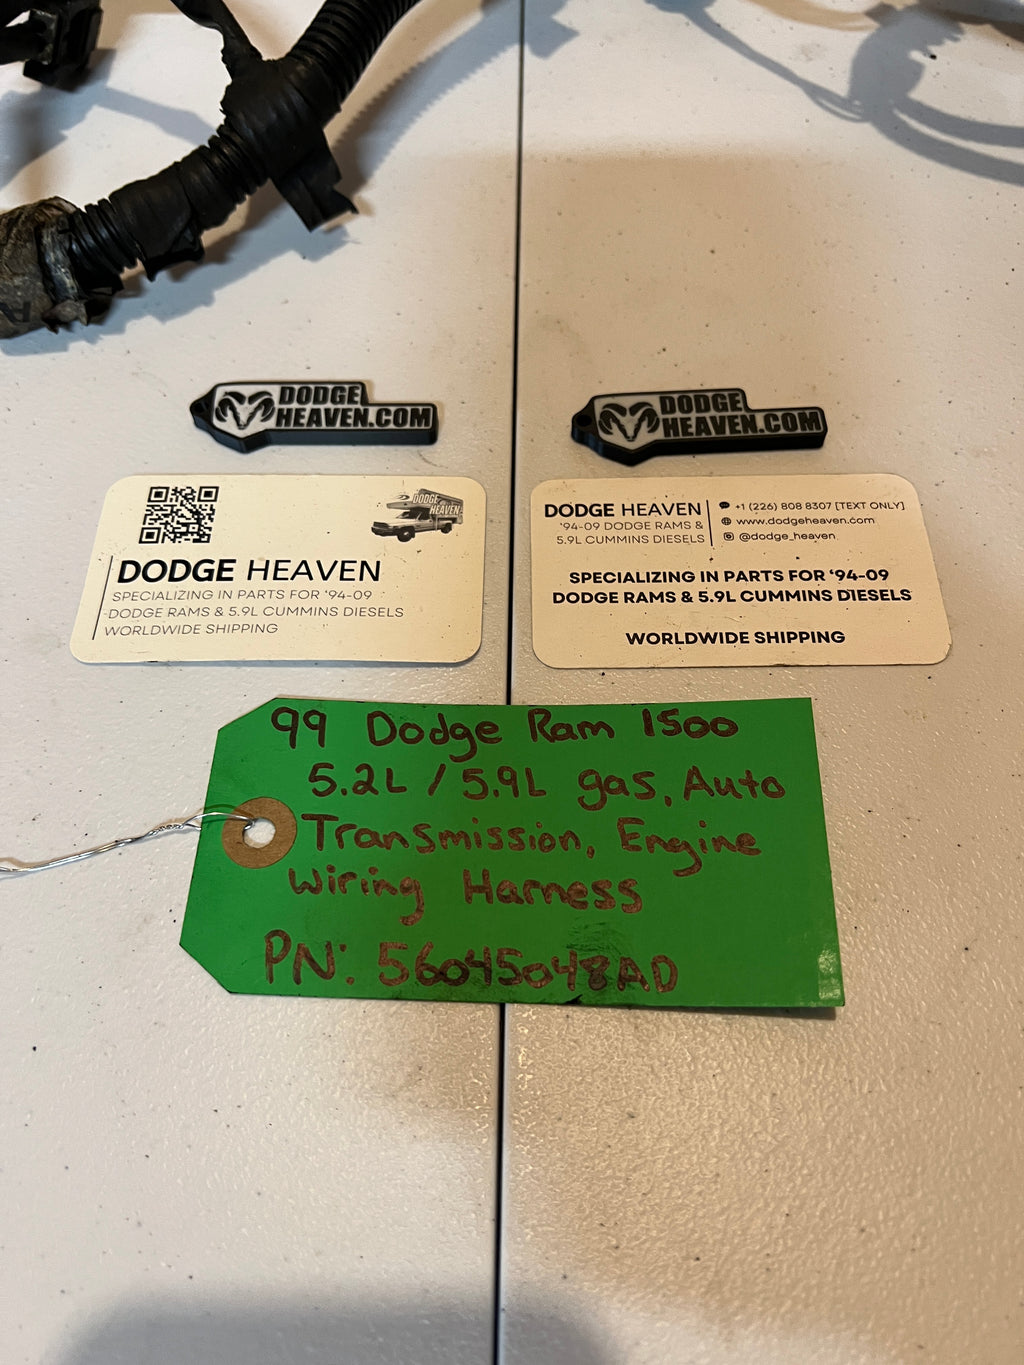 DODGE
HEAVEN.COM
DODGE
HEAVEN.COM
DODGE
HEAVEN
DODGE HEAVEN
SPECIALIZING IN PARTS FOR '94-09
DODGE RAMS & 5.9L CUMMINS DIESELS
WORLDWIDE SHIPPING
DODGE HEAVEN
'94-09 DODGE RAMS &
5.9L CUMMINS DIESELS
+1 (226) 808 8307 [TEXT ONLY]
www.dodgeheaven.com
@dodge_heaven
SPECIALIZING IN PARTS FOR '94-09
DODGE RAMS & 5.9L CUMMINS DIESELS
WORLDWIDE SHIPPING
99 Dodge Ram 1500
5.2L / 5.9L gas, Auto
Transmission, Engine
Wiring Harness
PN: 56045048AD